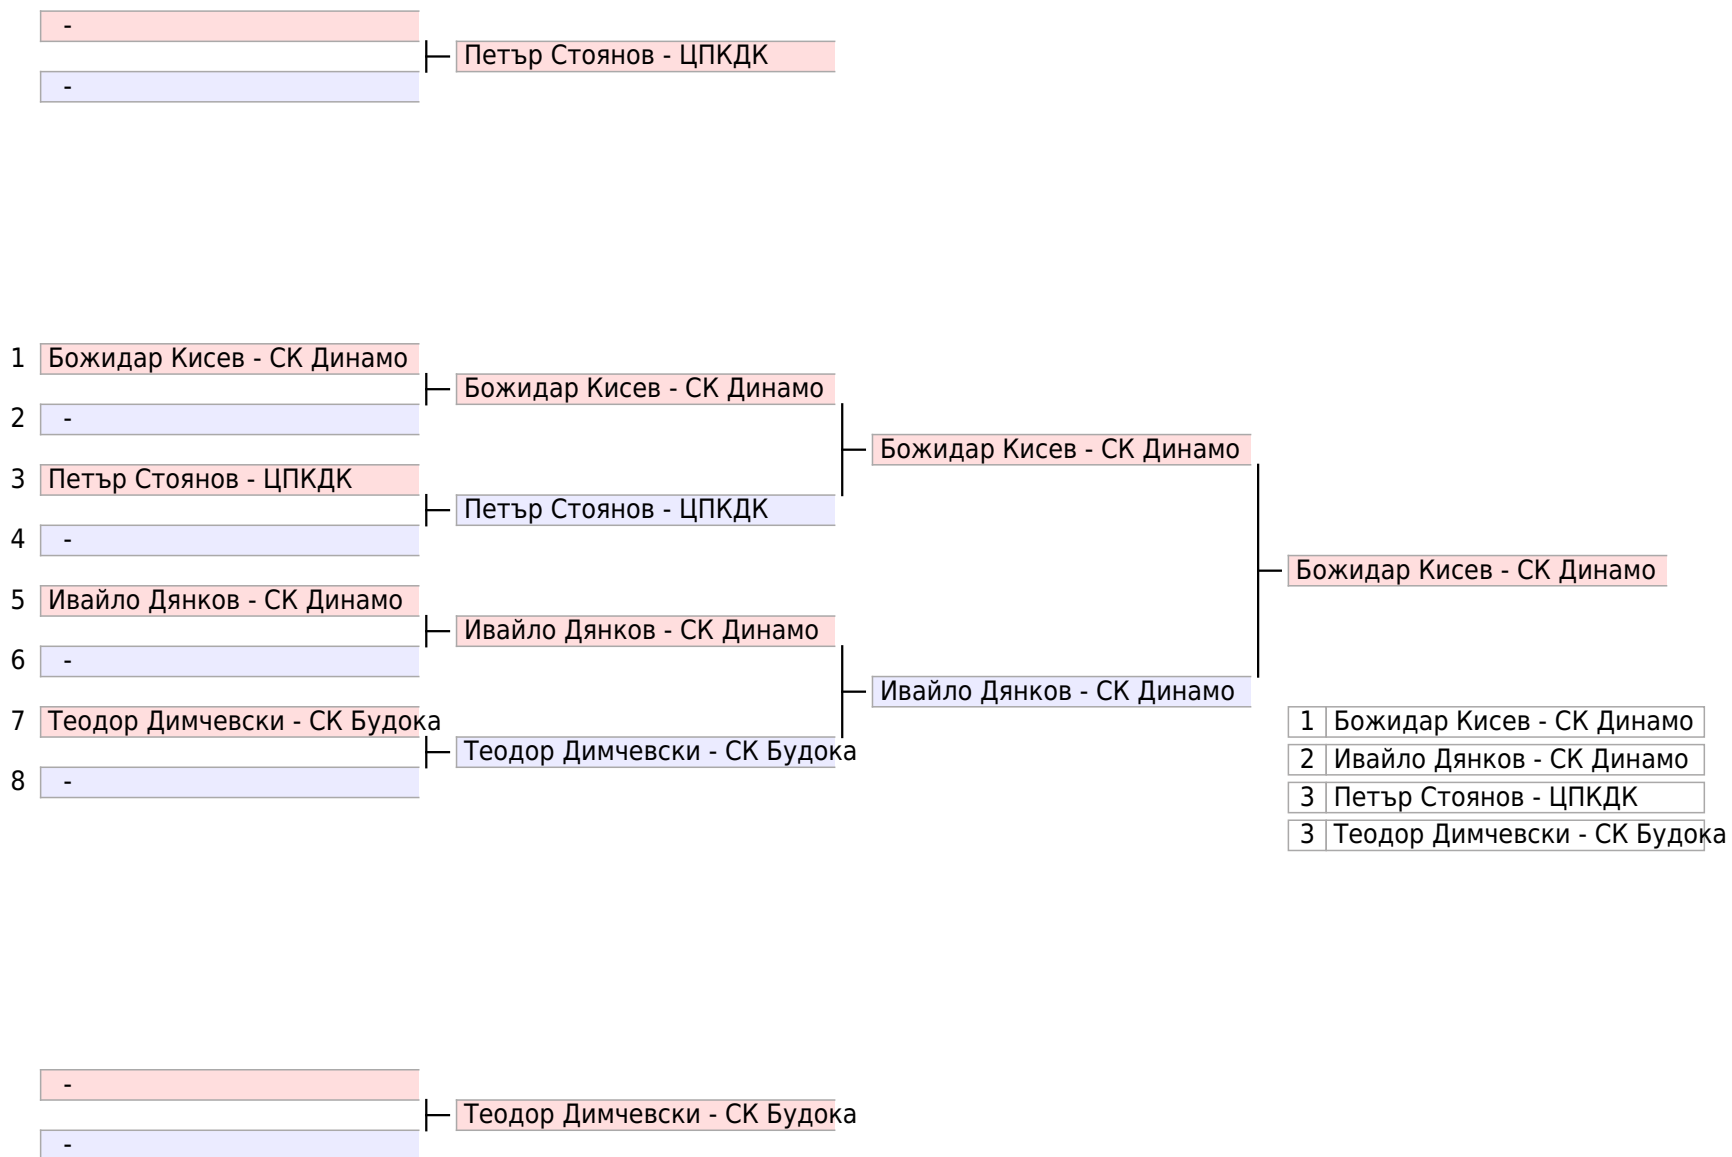 -
Петър Стоянов - ЦПКДК
-
1 Божидар Кисев - СК Динамо
Божидар Кисев - СК Динамо
2 -
Божидар Кисев - СК Динамо
3 Петър Стоянов - ЦПКДК
Петър Стоянов - ЦПКДК
4 -
Божидар Кисев - СК Динамо
5 Ивайло Дянков - СК Динамо
Ивайло Дянков - СК Динамо
6 -
Ивайло Дянков - СК Динамо
7 Теодор Димчевски - СК Будока
Теодор Димчевски - СК Будока
8 -
1 Божидар Кисев - СК Динамо
2 Ивайло Дянков - СК Динамо
3 Петър Стоянов - ЦПКДК
3 Теодор Димчевски - СК Будока
-
Теодор Димчевски - СК Будока
-